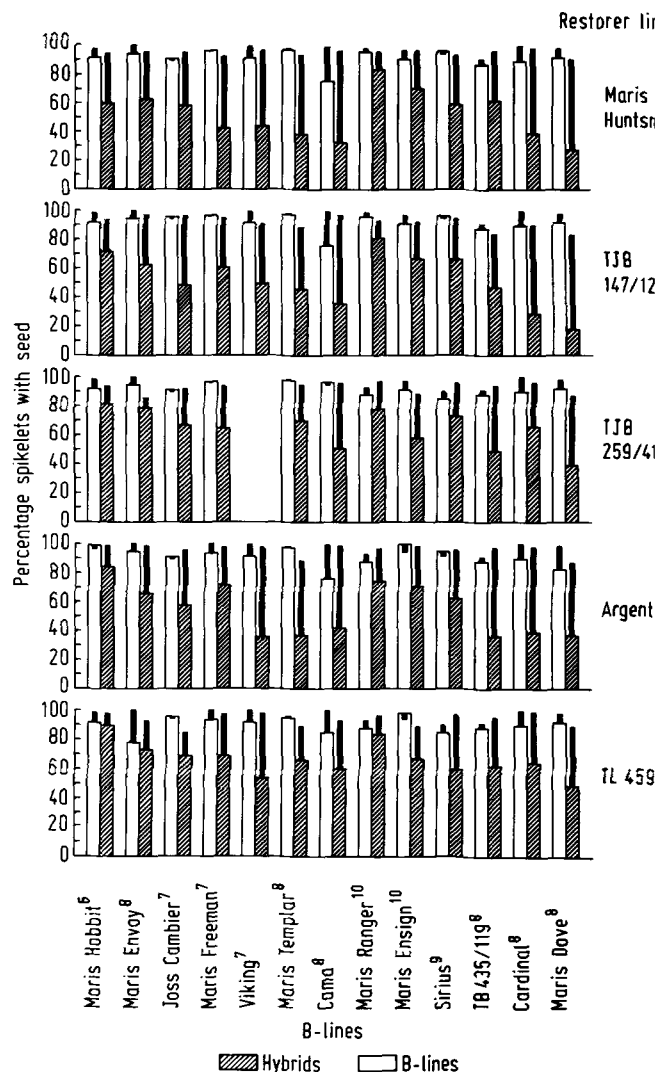 Restorer lin
100
80
60
40
20
0
Maris
Huntsm
100
80
60
40
20
0
TJB
147/12
100
80
60
40
20
0
TJB
259/41
100
80
60
40
20
0
Argent
100
80
60
40
20
0
TL 459
Percentage spikelets with seed
Maris Hobbit⁶
Maris Envoy⁸
Joss Cambier⁷
Maris Freeman⁷
Viking⁷
Maris Templar⁸
Cama⁸
Maris Ranger¹⁰
Maris Ensign¹⁰
Sirius⁹
TB 435/119⁸
Cardinal⁸
Maris Dove⁸
B-lines
Hybrids B-lines